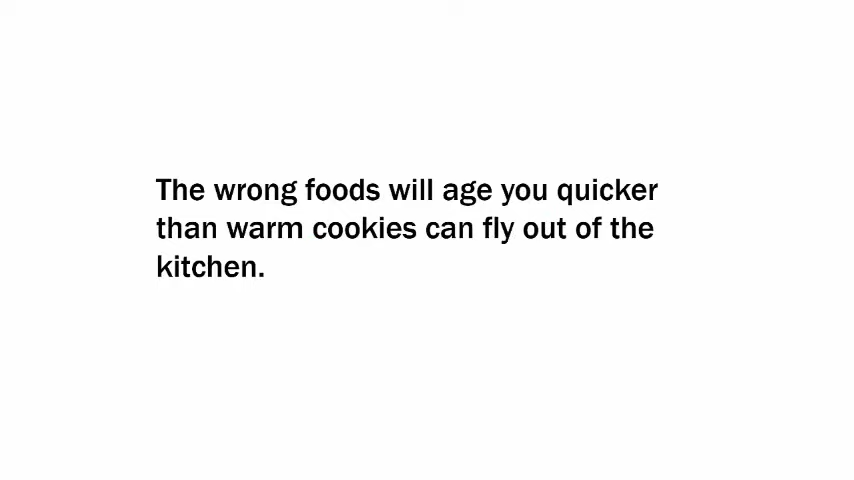 The wrong foods will age you quicker
than warm cookies can fly out of the
kitchen.